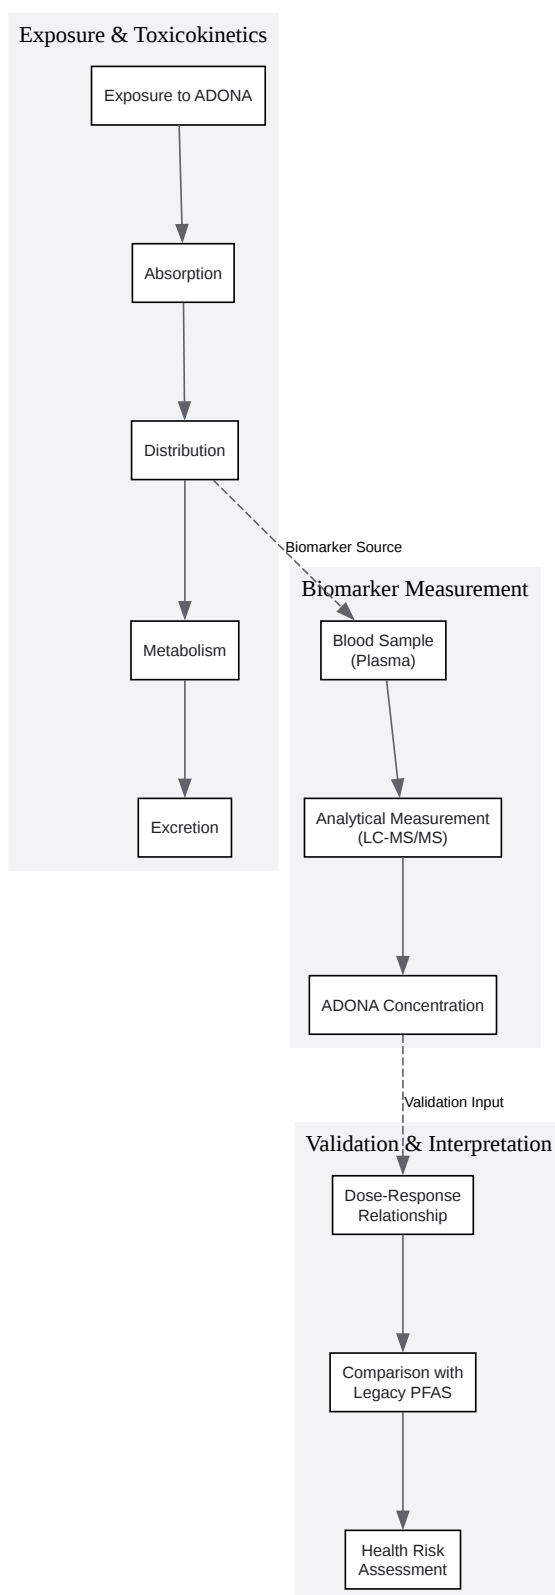 Exposure & Toxicokinetics
Exposure to ADONA
Absorption
Distribution
Biomarker Source
Biomarker Measurement
Metabolism
Blood Sample
(Plasma)
Excretion
Analytical Measurement
(LC-MS/MS)
ADONA Concentration
Validation Input
Validation & Interpretation
Dose-Response
Relationship
Comparison with
Legacy PFAS
Health Risk
Assessment